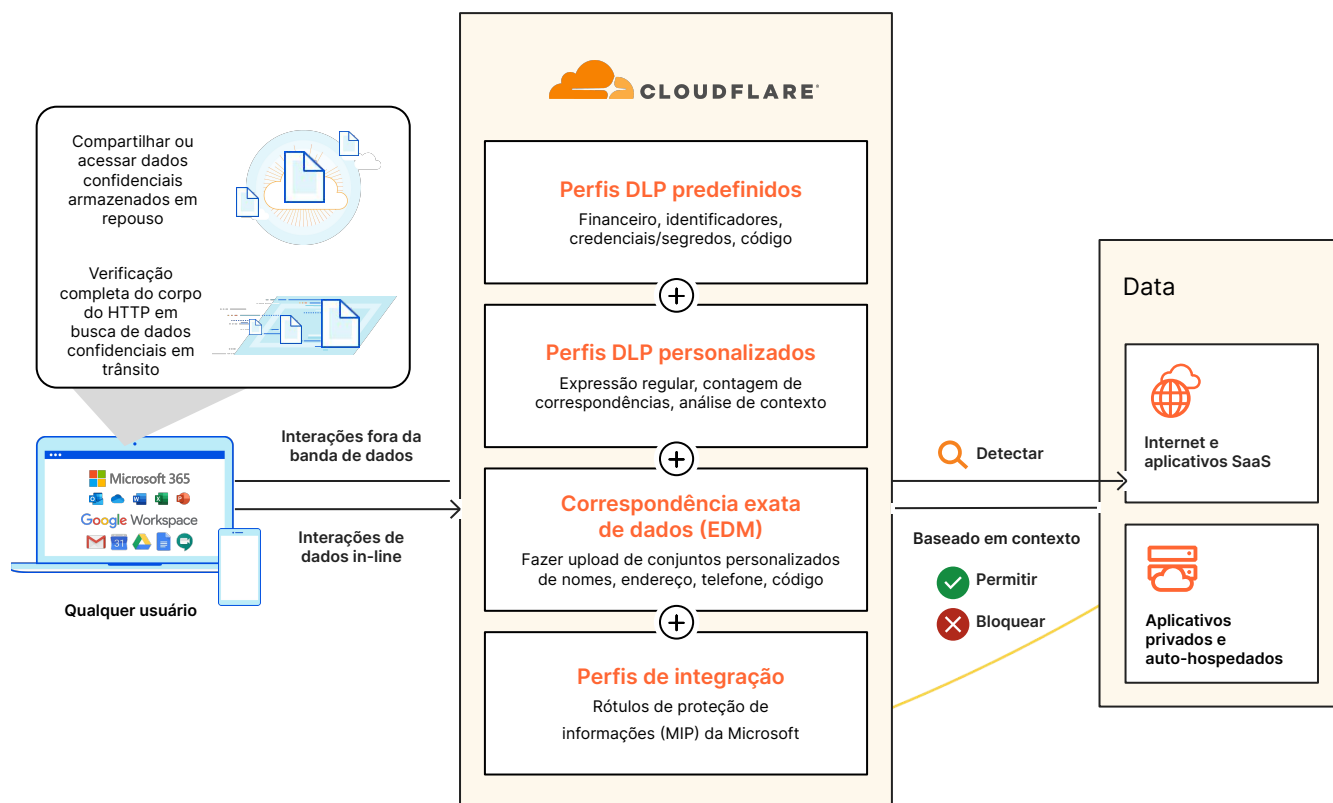 CLOUDFLARE
Compartilhar ou
acessar dados
confidenciais
armazenados em
repouso
Verificação
completa do corpo
do HTTP em
busca de dados
confidenciais em
trânsito
Microsoft 365
Google Workspace
31
Qualquer usuário
Interações fora da
banda de dados
Interações de
dados in-line
Perfis DLP predefinidos
Financeiro, identificadores,
credenciais/segredos, código
Perfis DLP personalizados
Expressão regular, contagem de
correspondências, análise de contexto
Correspondência exata
de dados (EDM)
Fazer upload de conjuntos personalizados
de nomes, endereço, telefone, código
Perfis de integração
Rótulos de proteção de
informações (MIP) da Microsoft
Detectar
Baseado em contexto
Permitir
Bloquear
Data
Internet e
aplicativos SaaS
Aplicativos
privados e
auto-hospedados